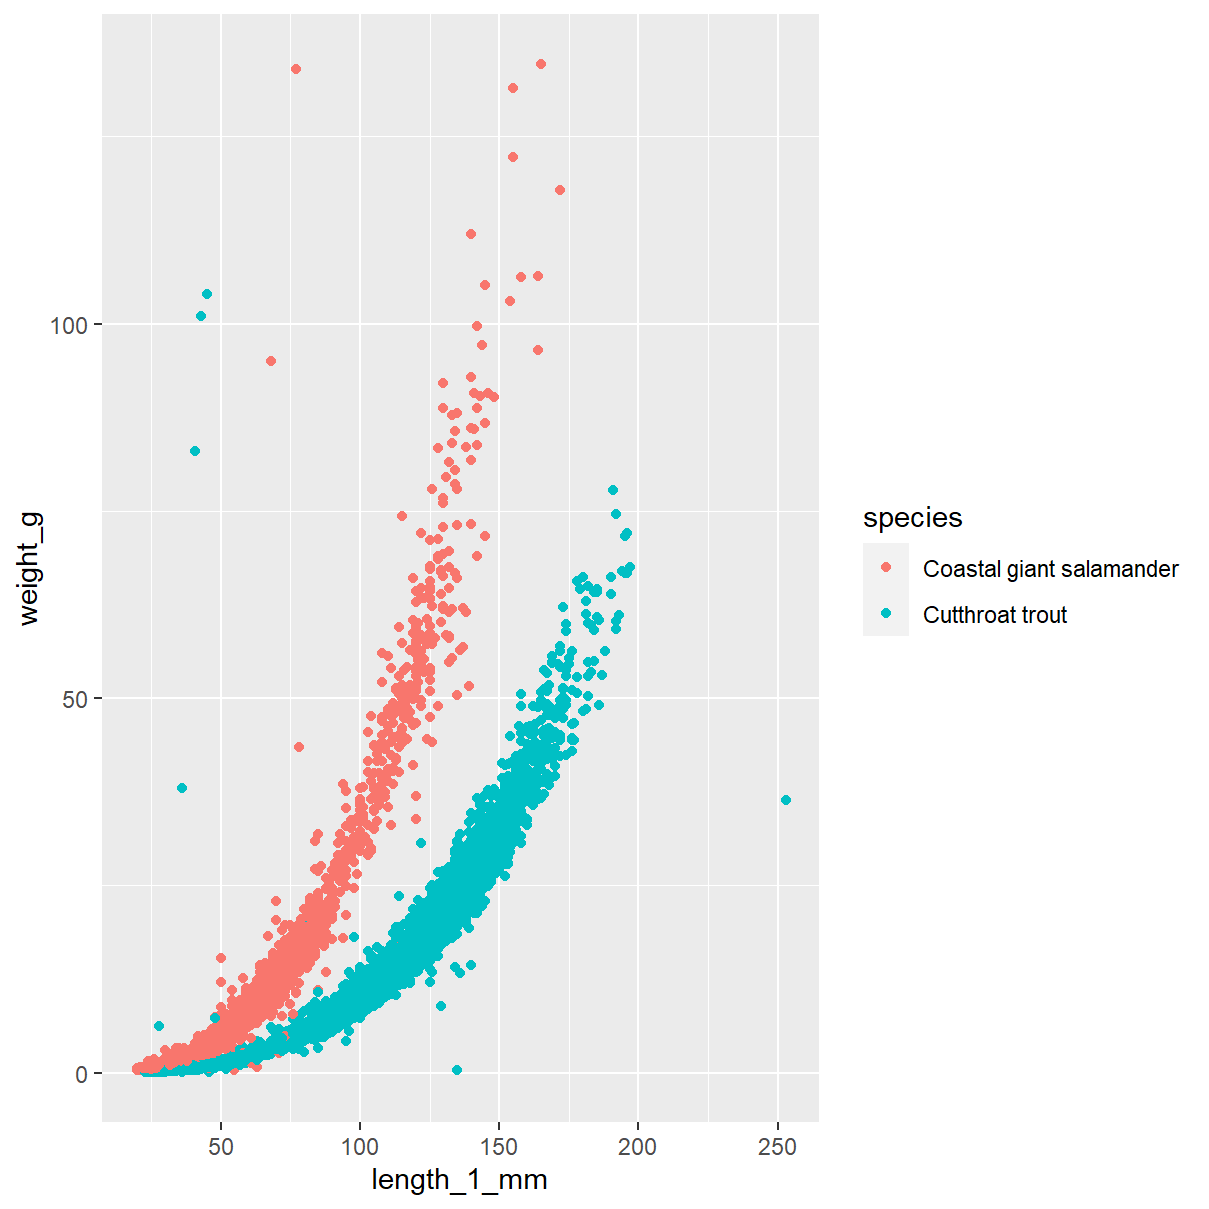 100
50
0
weight_g
50 100 150 200 250
length_1_mm
species
Coastal giant salamander
Cutthroat trout